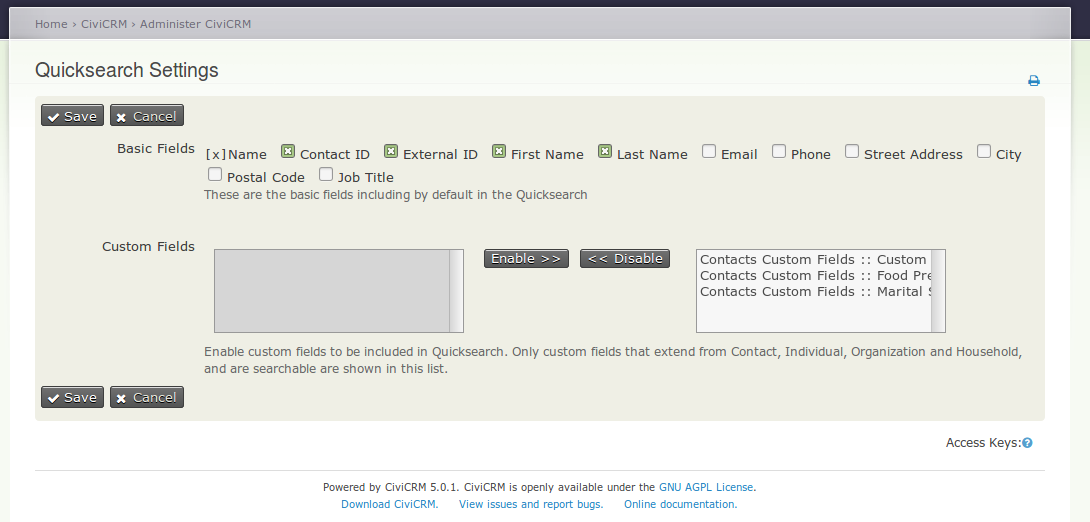 Home › CiviCRM › Administer CiviCRM
Quicksearch Settings
Save Cancel
Basic Fields [x]Name Contact ID External ID First Name Last Name Email Phone Street Address City
Postal Code Job Title
These are the basic fields including by default in the Quicksearch
Custom Fields
Enable >> << Disable
Contacts Custom Fields :: Custom
Contacts Custom Fields :: Food Pre
Contacts Custom Fields :: Marital S
Enable custom fields to be included in Quicksearch. Only custom fields that extend from Contact, Individual, Organization and Household,
and are searchable are shown in this list.
Save Cancel
Access Keys:?
Powered by CiviCRM 5.0.1. CiviCRM is openly available under the GNU AGPL License.
Download CiviCRM. View issues and report bugs. Online documentation.